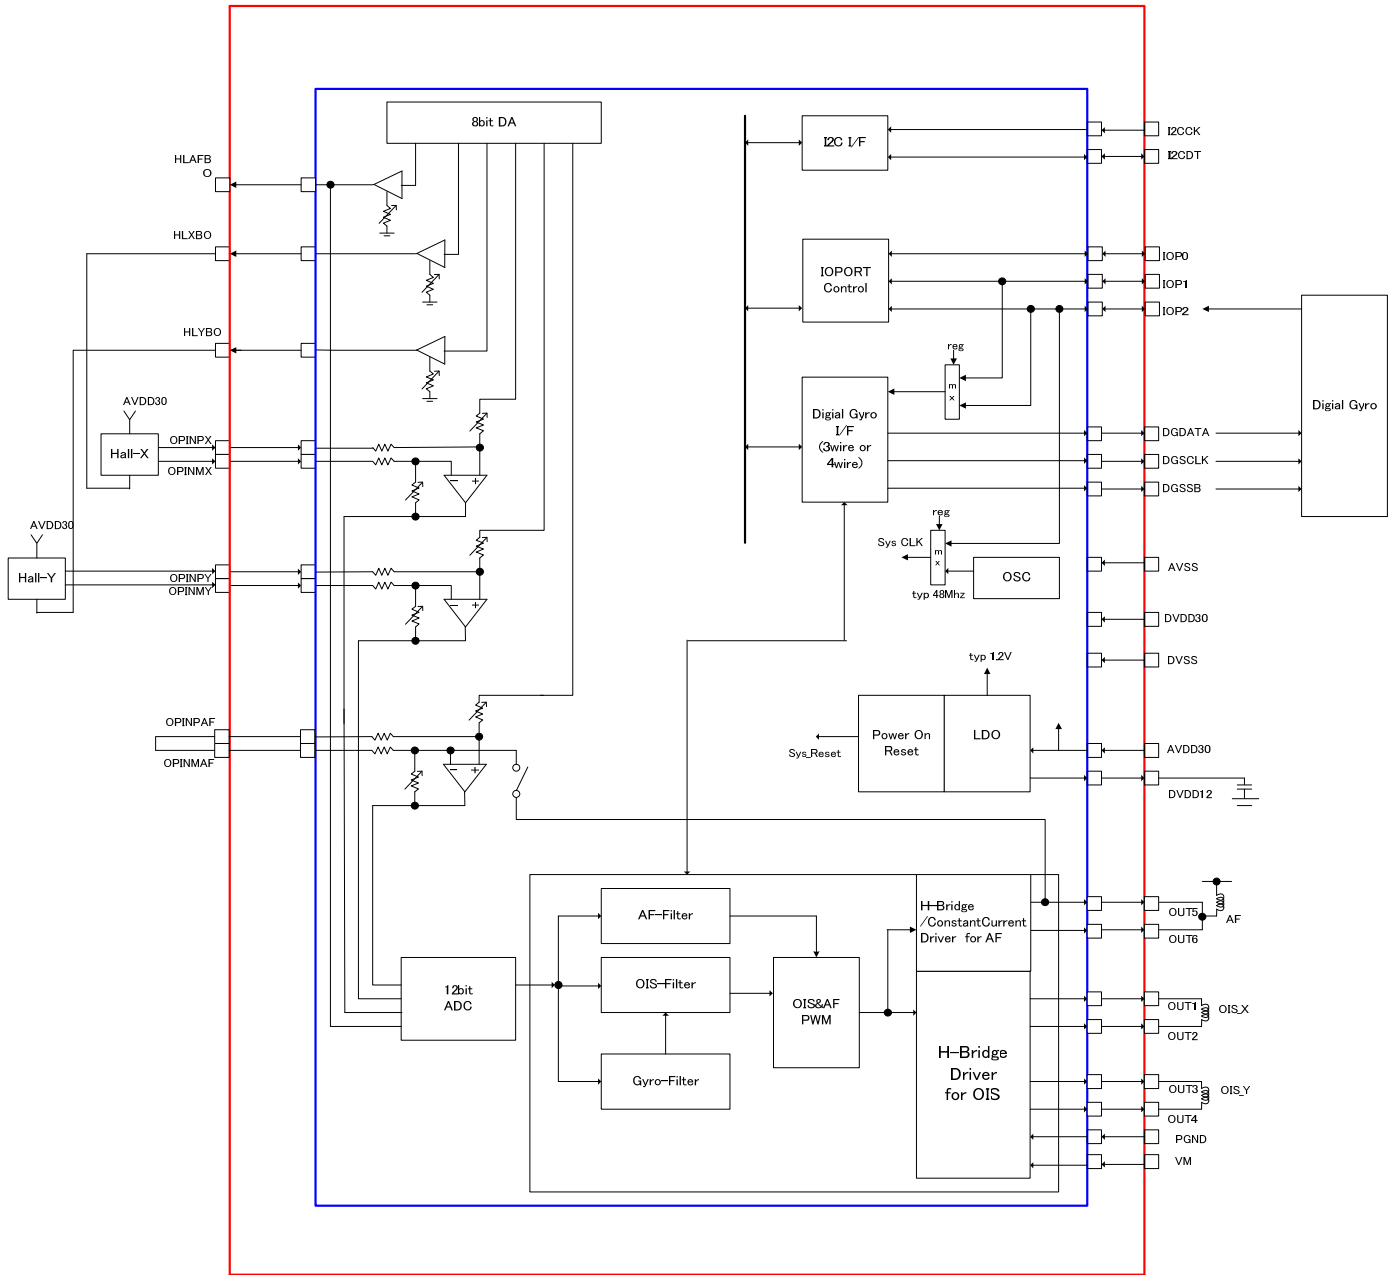 8bit DA
I2C I/F
I2CCK
I2CDT
HLAFB
O
HLXBO
IOPORT
Control
IOP0
IOP1
IOP2
HLYBO
reg
m
x
AVDD30
Digial Gyro
I/F
(3wire or
4wire)
Digial Gyro
OPINPX
Hall-X
OPINMX
DGDATA
DGSCLK
DGSSB
- +
reg
AVDD30
Sys CLK
m
x
OSC
typ 48Mhz
AVSS
Hall-Y
OPINPY
OPINMY
- +
DVDD30
DVSS
typ 1.2V
OPINPAF
OPINMAF
Sys_Reset
Power On
Reset
LDO
AVDD30
- +
DVDD12
AF-Filter
H-Bridge
/ConstantCurrent
Driver for AF
OUT5
AF
OUT6
12bit
ADC
OIS-Filter
OIS&AF
PWM
OUT1
OIS_X
OUT2
H-Bridge
Driver
for OIS
Gyro-Filter
OUT3
OIS_Y
OUT4
PGND
VM